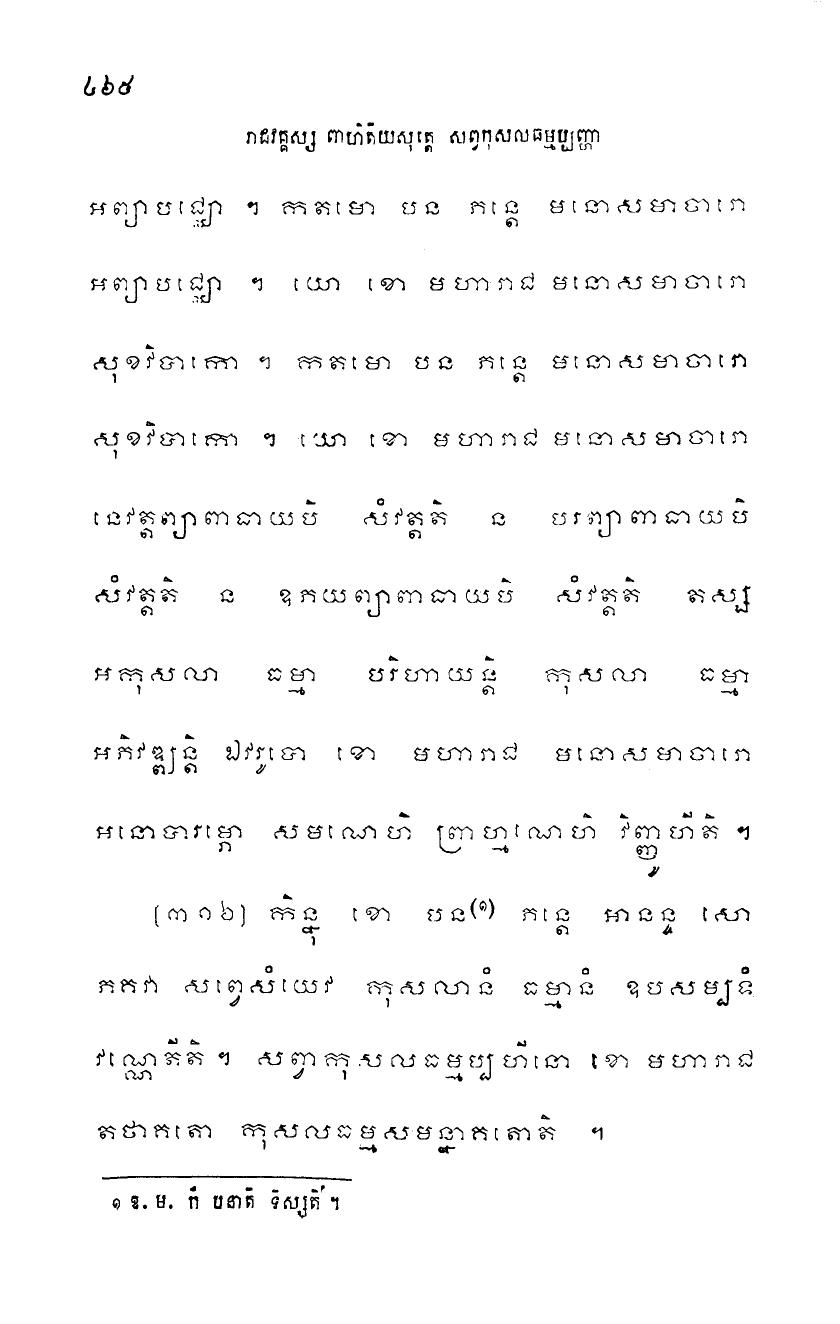 ៤៦៩
រាជវគ្គស្ស ពាហិតិយសុត្តេ សព្វកុសលធម្មប្បញ្ហា
អព្យាបជ្ឈោ ។ កតមោ បន ភន្តេ មនោសមាចារោ
អព្យាបជ្ឈោ ។ យោ ខោ មហារាជ មនោសមាចារោ
សុខវិបាកោ ។ កតមោ បន ភន្តេ មនោសមាចារោ
សុខវិបាកោ ។ យោ ខោ មហារាជ មនោសមាចារោ
នេវត្តព្យាពាធាយបិ សំវត្តតិ ន បរព្យាពាធាយបិ
សំវត្តតិ ន ឧភយព្យាពាធាយបិ សំវត្តតិ តស្ស
អកុសលា ធម្មា បរិហាយន្តិ កុសលា ធម្មា
អភិវឌ្ឍន្តិ ឯវរូបោ ខោ មហារាជ មនោសមាចារោ
អនោបារម្ភោ សមណេហិ ព្រាហ្មណេហិ វិញ្ញូហីតិ ។
[៣១៦] កិន្នុ ខោ បន(១) ភន្តេ អានន្ទ សោ
ភគវា សព្វេសំយេវ កុសលានំ ធម្មានំ ឧបសម្បទំ
វណ្ណេតីតិ ។ សព្វាកុសលធម្មប្បហីនោ ខោ មហារាជ
តថាគតោ កុសលធម្មសមន្នាគតោតិ ។
១ ឱ. ម. កី បនាតិ ទិស្សតិ ។